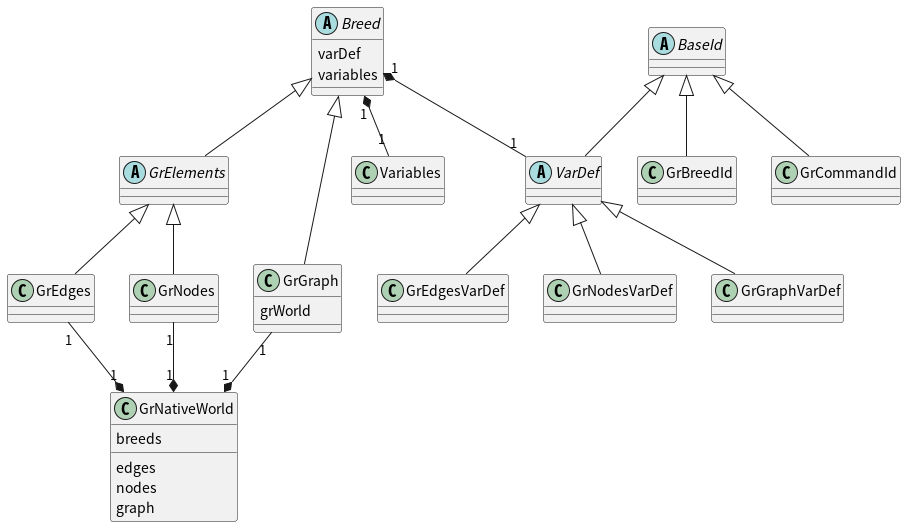 A Breed
varDef
variables
A BaseId
1
1
1
1
A GrElements
C Variables
A VarDef
C GrBreedId
C GrCommandId
C GrEdges
C GrNodes
C GrGraph
grWorld
C GrEdgesVarDef
C GrNodesVarDef
C GrGraphVarDef
1
1
1
1
1
1
C GrNativeWorld
breeds
edges
nodes
graph